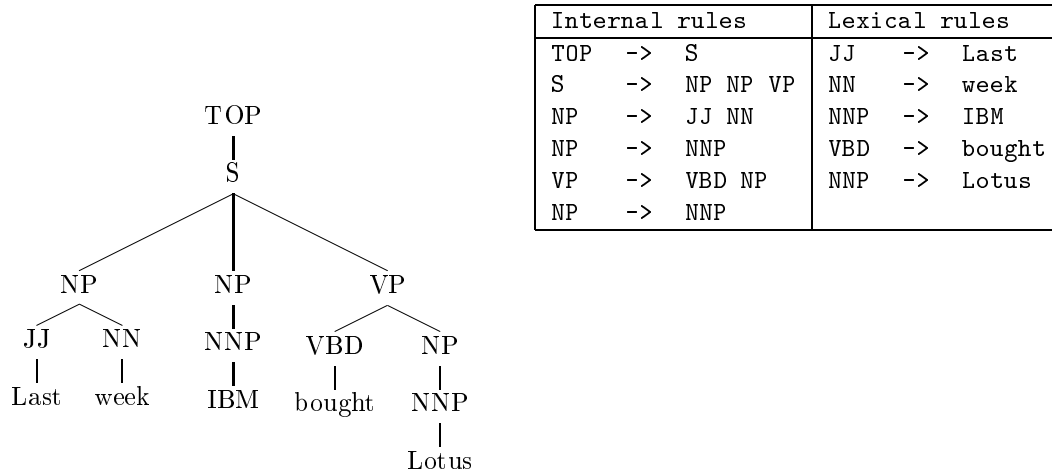 TOP
S
NP NP VP
JJ NN NNP VBD NP
Last week IBM bought NNP
Lotus
Internal rules Lexical rules
TOP -> S JJ -> Last
S -> NP NP VP NN -> week
NP -> JJ NN NNP -> IBM
NP -> NNP VBD -> bought
VP -> VBD NP NNP -> Lotus
NP -> NNP